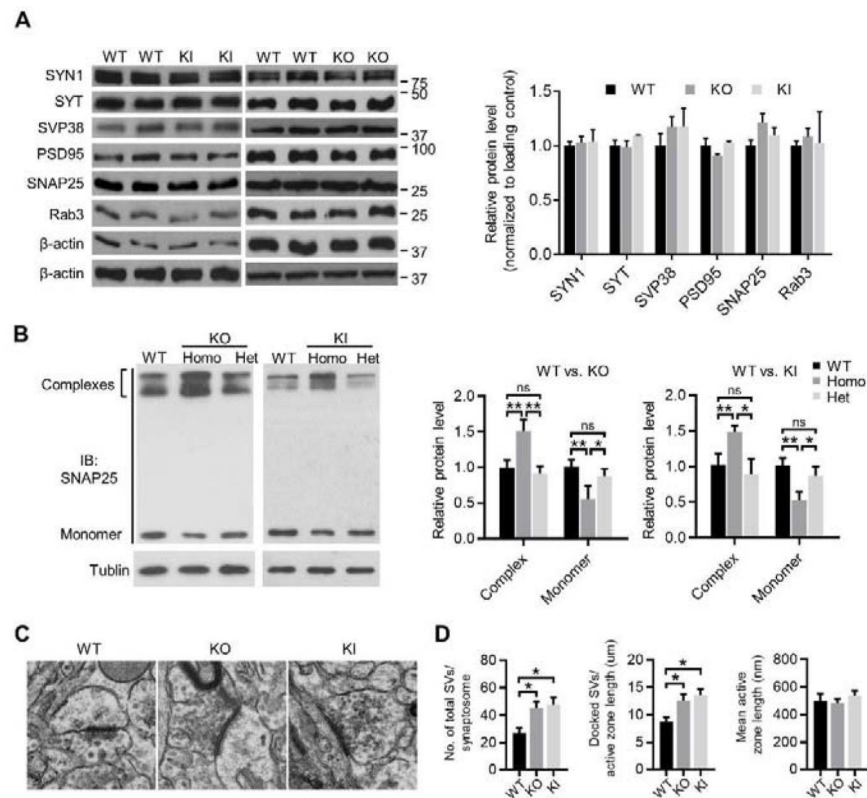 A
WT WT KI KI WT WT KO KO
SYN1
75
50
SYT
SVP38
37
100
PSD95
SNAP25
25
Rab3
25
β-actin
37
β-actin
37
WT KO KI
Relative protein level
(normalized to loading control)
1.5
1.0
0.5
0.0
SYN1 SYT SVP38 PSD95 SNAP25 Rab3
B
KO KI
WT Homo Het WT Homo Het
Complexes
IB:
SNAP25
Monomer
Tublin
WT vs. KO
Relative protein level
2.0
1.5
1.0
0.5
0.0
ns
** **
ns
** *
Complex Monomer
WT vs. KI
Relative protein level
2.0
1.5
1.0
0.5
0.0
ns
** *
ns
** *
Complex Monomer
WT
Homo
Het
C
WT KO KI
D
No. of total SVs/
synaptosome
80
60
40
20
0
*
*
WT KO KI
Docked SVs/
active zone length (um)
20
15
10
5
0
*
*
WT KO KI
Mean active
zone length (nm)
800
600
400
200
0
WT KO KI